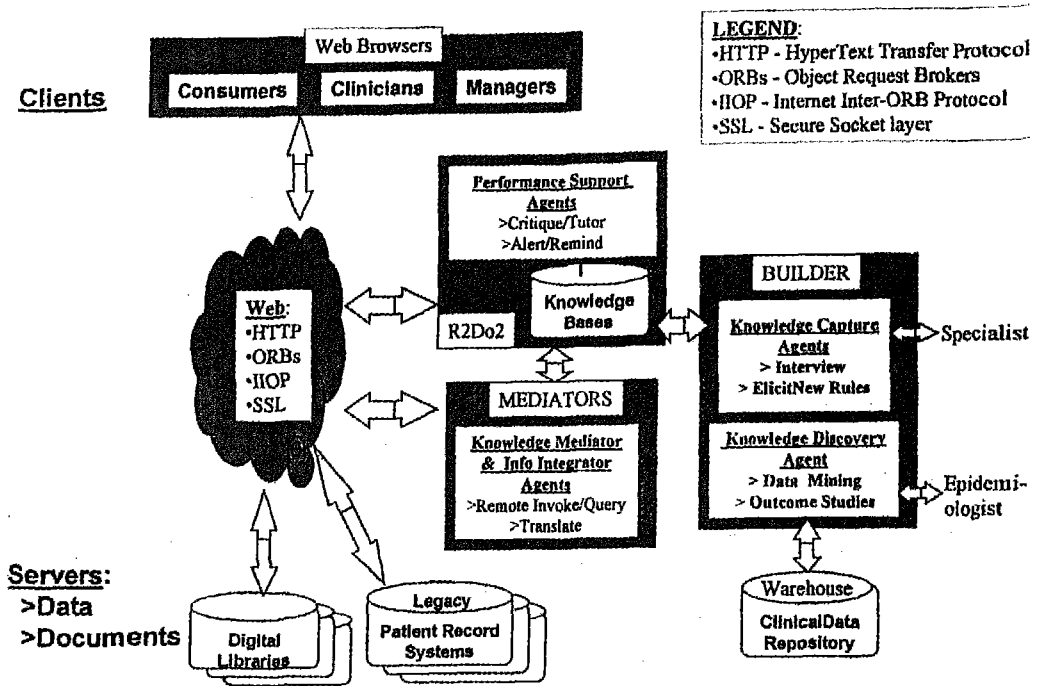 Web Browsers
Consumers
Clinicians
Managers
Clients
LEGEND:
•HTTP - HyperText Transfer Protocol
•ORBs - Object Request Brokers
•IIOP - Internet Inter-ORB Protocol
•SSL - Secure Socket layer
Performance Support
Agents
>Critique/Tutor
>Alert/Remind
Knowledge
Bases
R2Do2
Web:
•HTTP
•ORBs
•IIOP
•SSL
MEDIATORS
Knowledge Mediator
& Info Integrator
Agents
>Remote Invoke/Query
>Translate
BUILDER
Knowledge Capture
Agents
> Interview
> ElicitNew Rules
Knowledge Discovery
Agent
> Data Mining
> Outcome Studies
Specialist
Epidemi-
ologist
Servers:
>Data
>Documents
Digital
Libraries
Legacy
Patient Record
Systems
Warehouse
ClinicalData
Repository